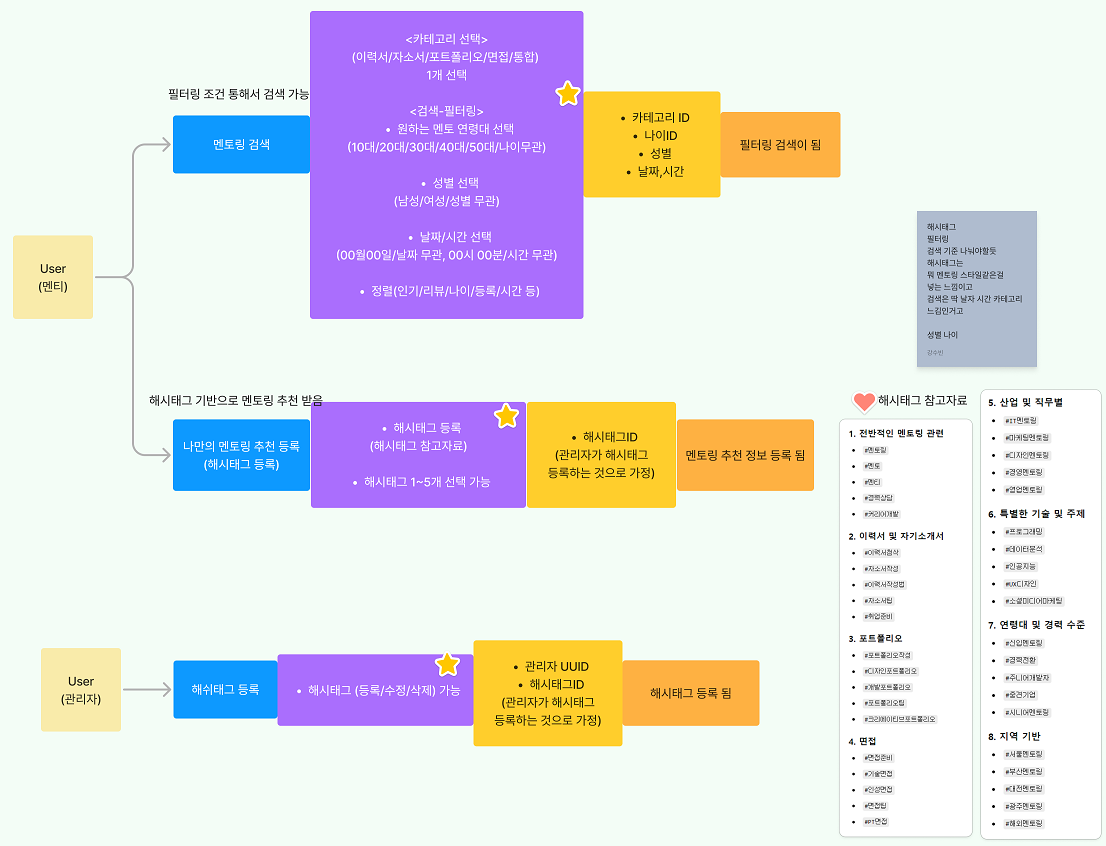 <카테고리 선택>
(이력서/자소서/포트폴리오/면접/통합)
1개 선택
<검색-필터링>
• 원하는 멘토 연령대 선택
(10대/20대/30대/40대/50대/나이무관)
• 성별 선택
(남성/여성/성별 무관)
• 날짜/시간 선택
(00월00일/날짜 무관, 00시 00분/시간 무관)
• 정렬(인기/리뷰/나이/등록/시간 등)
필터링 조건 통해서 검색 가능
멘토링 검색
• 카테고리 ID
• 나이ID
• 성별
• 날짜,시간
필터링 검색이 됨
User
(멘티)
해시태그
필터링
검색 기준 나눠야할듯
해시태그는
뭐 멘토링 스타일같은걸
넣는 느낌이고
검색은 딱 날자 시간 카테고리
느김인거고
성별 나이
강수빈
해시태그 기반으로 멘토링 추천 받음
나만의 멘토링 추천 등록
(해시태그 등록)
• 해시태그 등록
(해시태그 참고자료)
• 해시태그 1~5개 선택 가능
• 해시태그ID
(관리자가 해시태그
등록하는 것으로 가정)
멘토링 추천 정보 등록 됨
User
(관리자)
해쉬태그 등록
• 해시태그 (등록/수정/삭제) 가능
• 관리자 UUID
• 해시태그ID
(관리자가 해시태그
등록하는 것으로 가정)
해시태그 등록 됨
해시태그 참고자료
1. 전반적인 멘토링 관련
• #멘토링
• #멘토
• #멘티
• #경력상담
• #커리어개발
2. 이력서 및 자기소개서
• #이력서첨삭
• #자소서작성
• #이력서작성법
• #자소서팁
• #취업준비
3. 포트폴리오
• #포트폴리오작성
• #디자인포트폴리오
• #개발포트폴리오
• #포트폴리오팁
• #크리에이티브포트폴리오
4. 면접
• #면접준비
• #기술면접
• #인성면접
• #면접팁
• #PT면접
5. 산업 및 직무별
• #IT멘토링
• #마케팅멘토링
• #디자인멘토링
• #경영멘토링
• #영업멘토링
6. 특별한 기술 및 주제
• #프로그래밍
• #데이터분석
• #인공지능
• #UX디자인
• #소셜미디어마케팅
7. 연령대 및 경력 수준
• #신입멘토링
• #경력전환
• #주니어개발자
• #중견기업
• #시니어멘토링
8. 지역 기반
• #서울멘토링
• #부산멘토링
• #대전멘토링
• #광주멘토링
• #해외멘토링